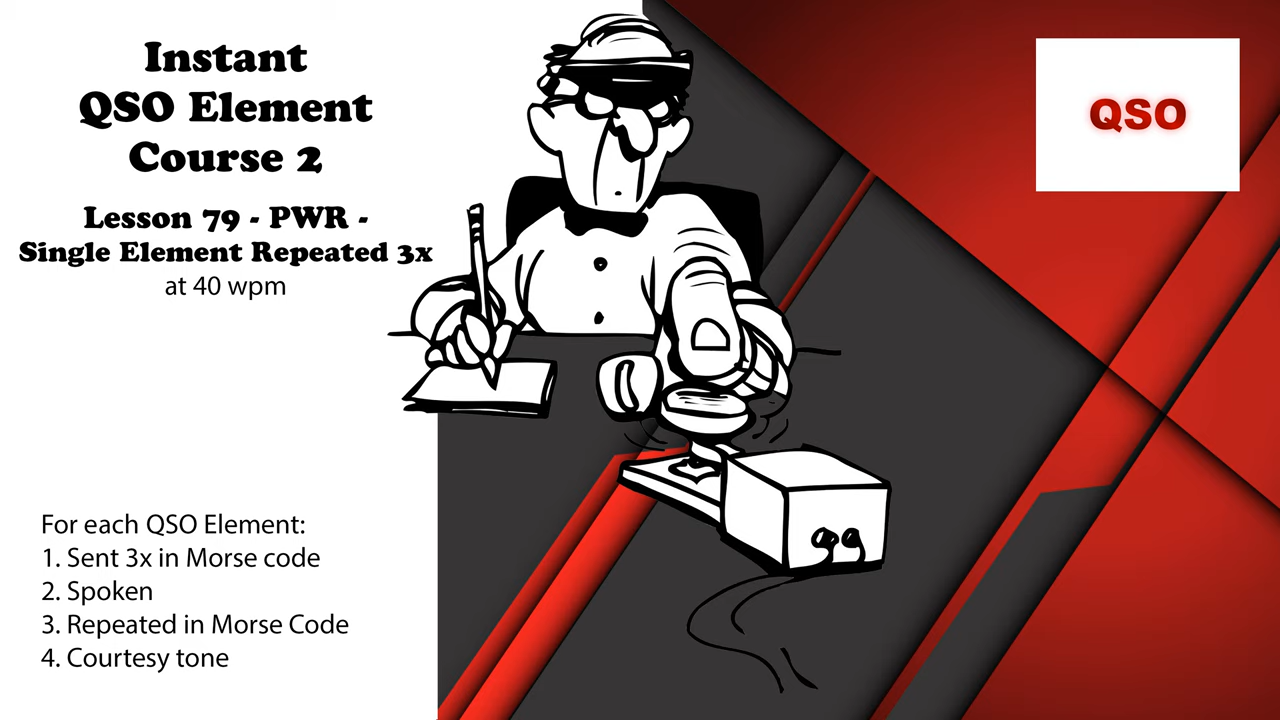 Instant
QSO Element
Course 2
Lesson 79 - PWR -
Single Element Repeated 3x
at 40 wpm
QSO
For each QSO Element:
1. Sent 3x in Morse code
2. Spoken
3. Repeated in Morse Code
4. Courtesy tone